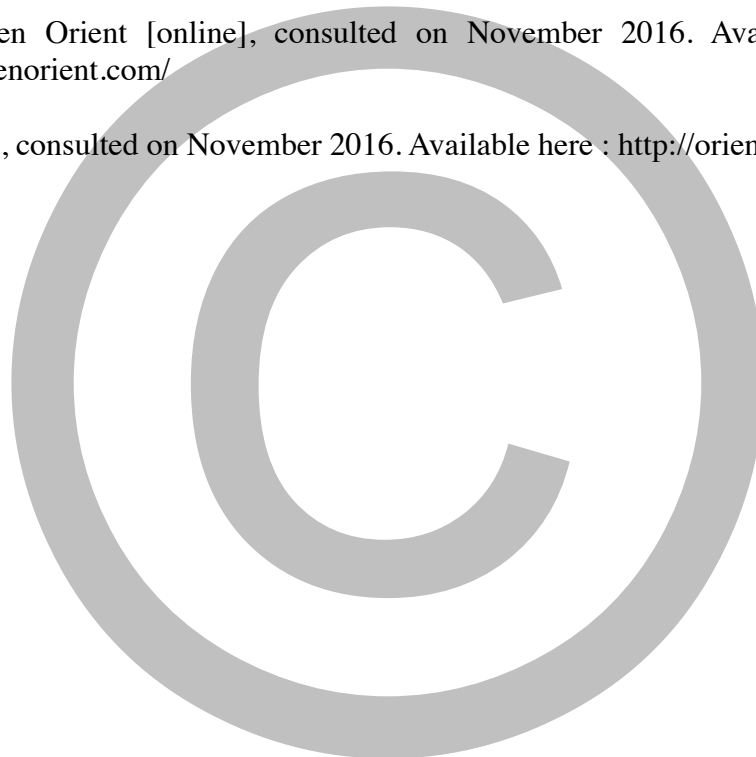 en Orient [online], consulted on November 2016. Ava
enorient.com/
, consulted on November 2016. Available here : http://orien
©